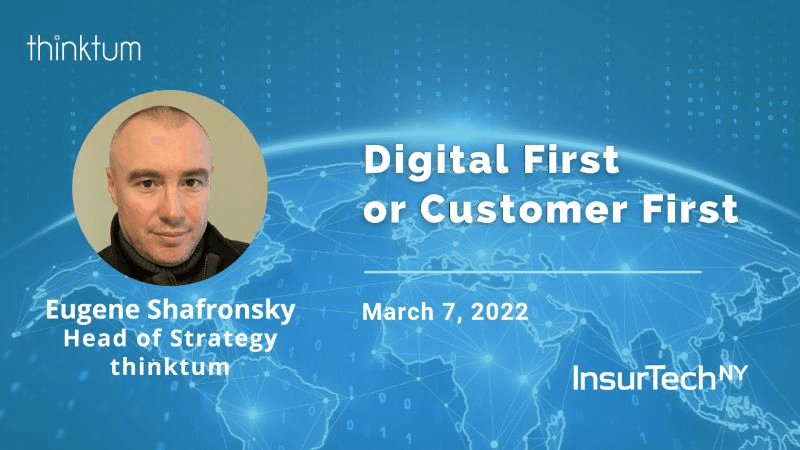 thinktum
Digital First
or Customer First
Eugene Shafronsky
Head of Strategy
thinktum
March 7, 2022
InsurTechNY